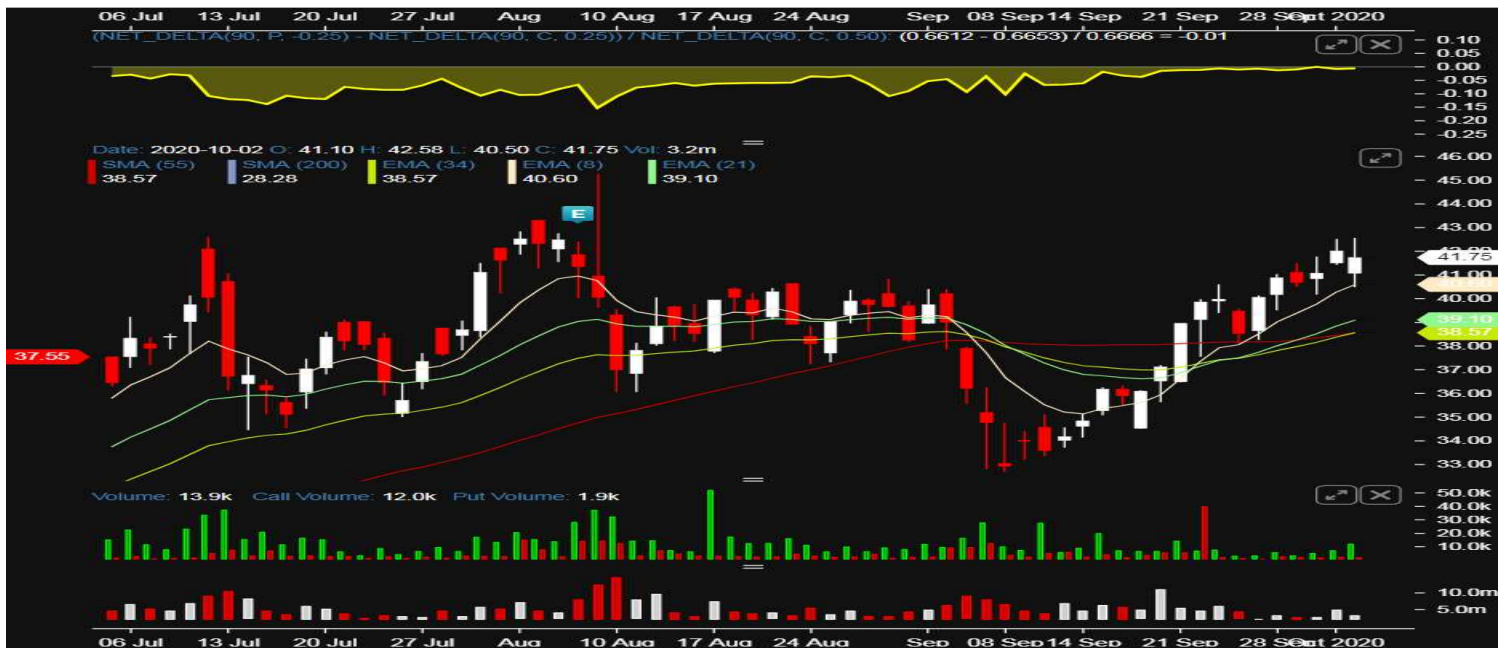 06 Jul 13 Jul 20 Jul 27 Jul Aug 10 Aug 17 Aug 24 Aug Sep 08 Sep 14 Sep 21 Sep 28 Sep Oct 2020
(NET_DELTA(90, P, -0.25) - NET_DELTA(90, C, 0.25)) / NET_DELTA(90, C, 0.50): (0.6612 - 0.6653) / 0.6666 = -0.01
0.10
0.05
0.00
-0.05
-0.10
-0.15
-0.20
-0.25
Date: 2020-10-02 O: 41.10 H: 42.58 L: 40.50 C: 41.75 Vol: 3.2m
SMA (55) SMA (200) EMA (34) EMA (8) EMA (21)
38.57 28.28 38.57 40.60 39.10
46.00
45.00
44.00
E
43.00
41.75
41.00
40.60
40.00
39.10
38.57
38.00
37.55
37.00
36.00
35.00
34.00
33.00
Volume: 13.9k Call Volume: 12.0k Put Volume: 1.9k
50.0k
40.0k
30.0k
20.0k
10.0k
10.0m
5.0m
06 Jul 13 Jul 20 Jul 27 Jul Aug 10 Aug 17 Aug 24 Aug Sep 08 Sep 14 Sep 21 Sep 28 Sep Oct 2020